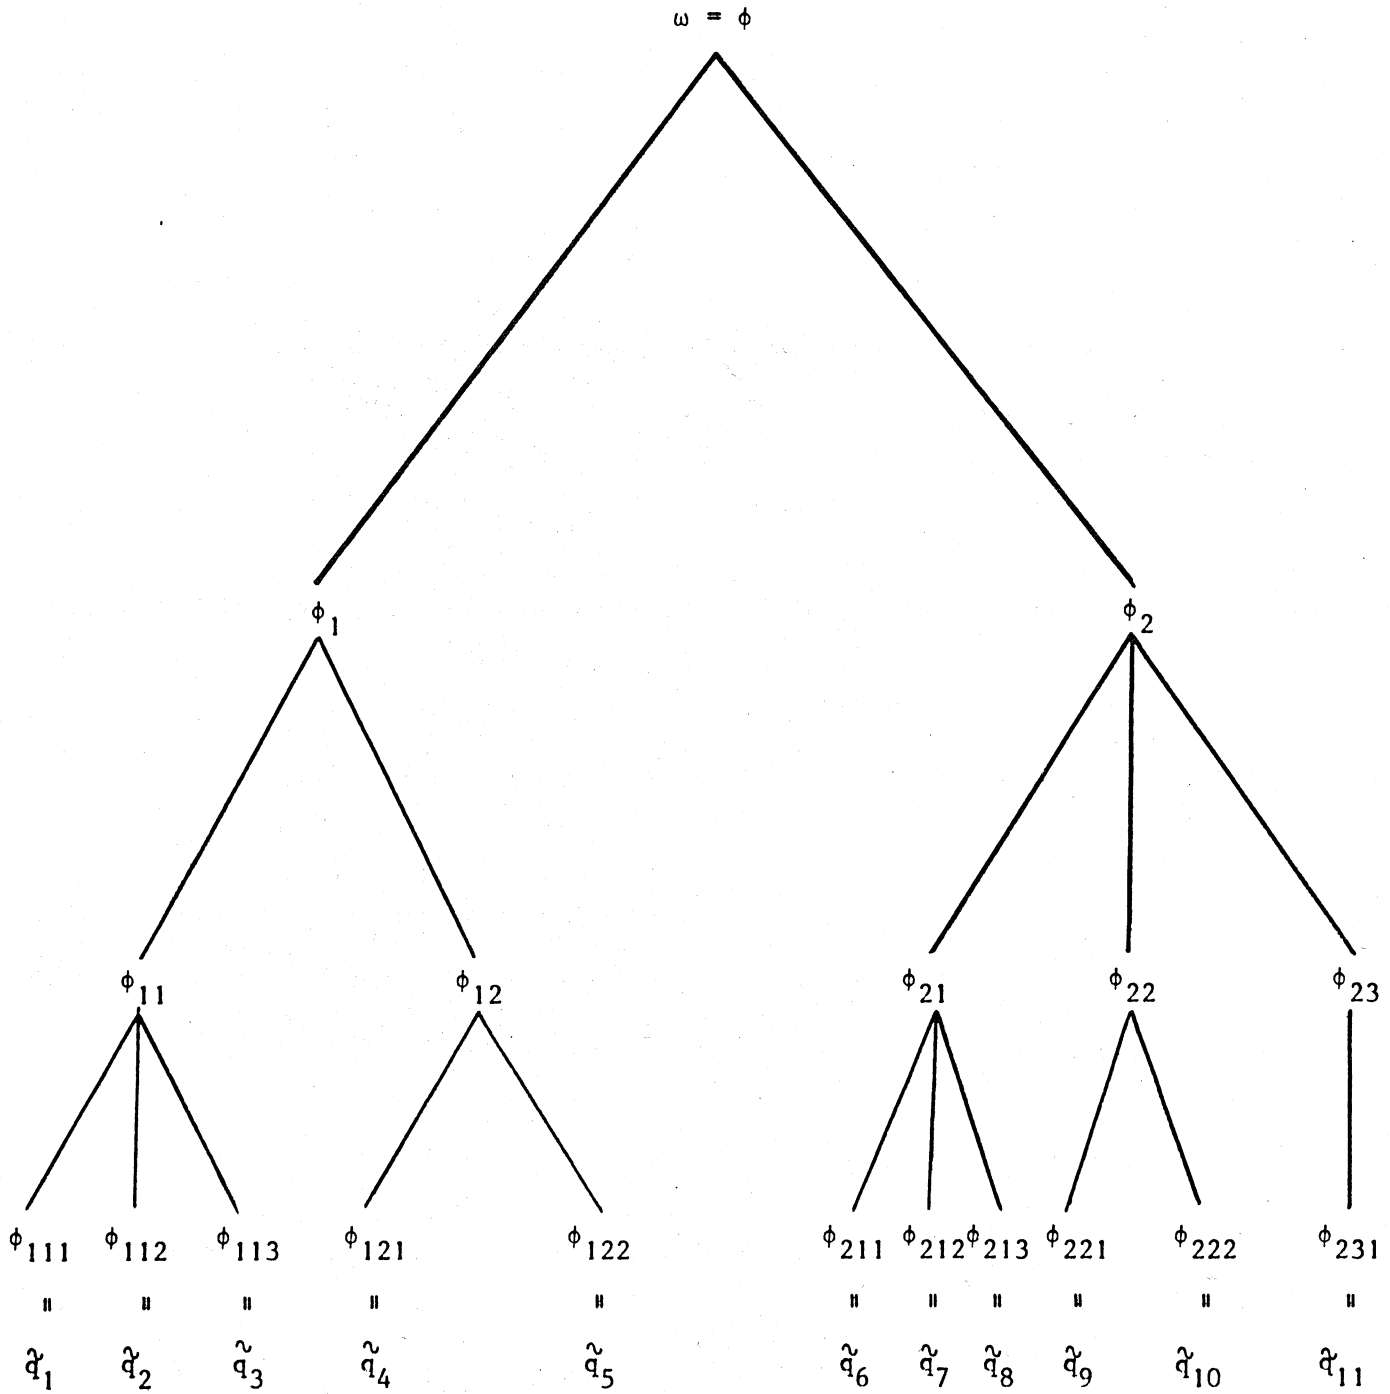 ω = φ
φ₁ φ₂
φ₁₁ φ₁₂ φ₂₁ φ₂₂ φ₂₃
φ₁₁₁ φ₁₁₂ φ₁₁₃ φ₁₂₁ φ₁₂₂ φ₂₁₁ φ₂₁₂ φ₂₁₃ φ₂₂₁ φ₂₂₂ φ₂₃₁
= = = = = = = = = = =
q̃₁ q̃₂ q̃₃ q̃₄ q̃₅ q̃₆ q̃₇ q̃₈ q̃₉ q̃₁₀ q̃₁₁